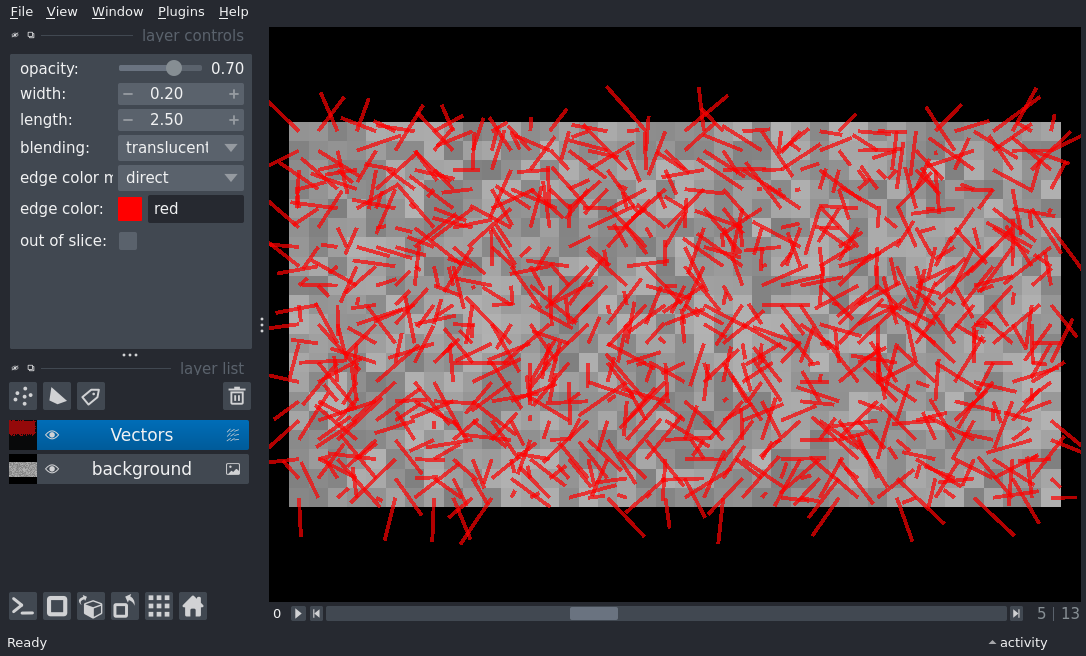 File View Window Plugins Help
layer controls
opacity: 0.70
width: 0.20
length: 2.50
blending: translucent
edge color m direct
edge color: red
out of slice:
layer list
Vectors
background
0 5 | 13
Ready activity